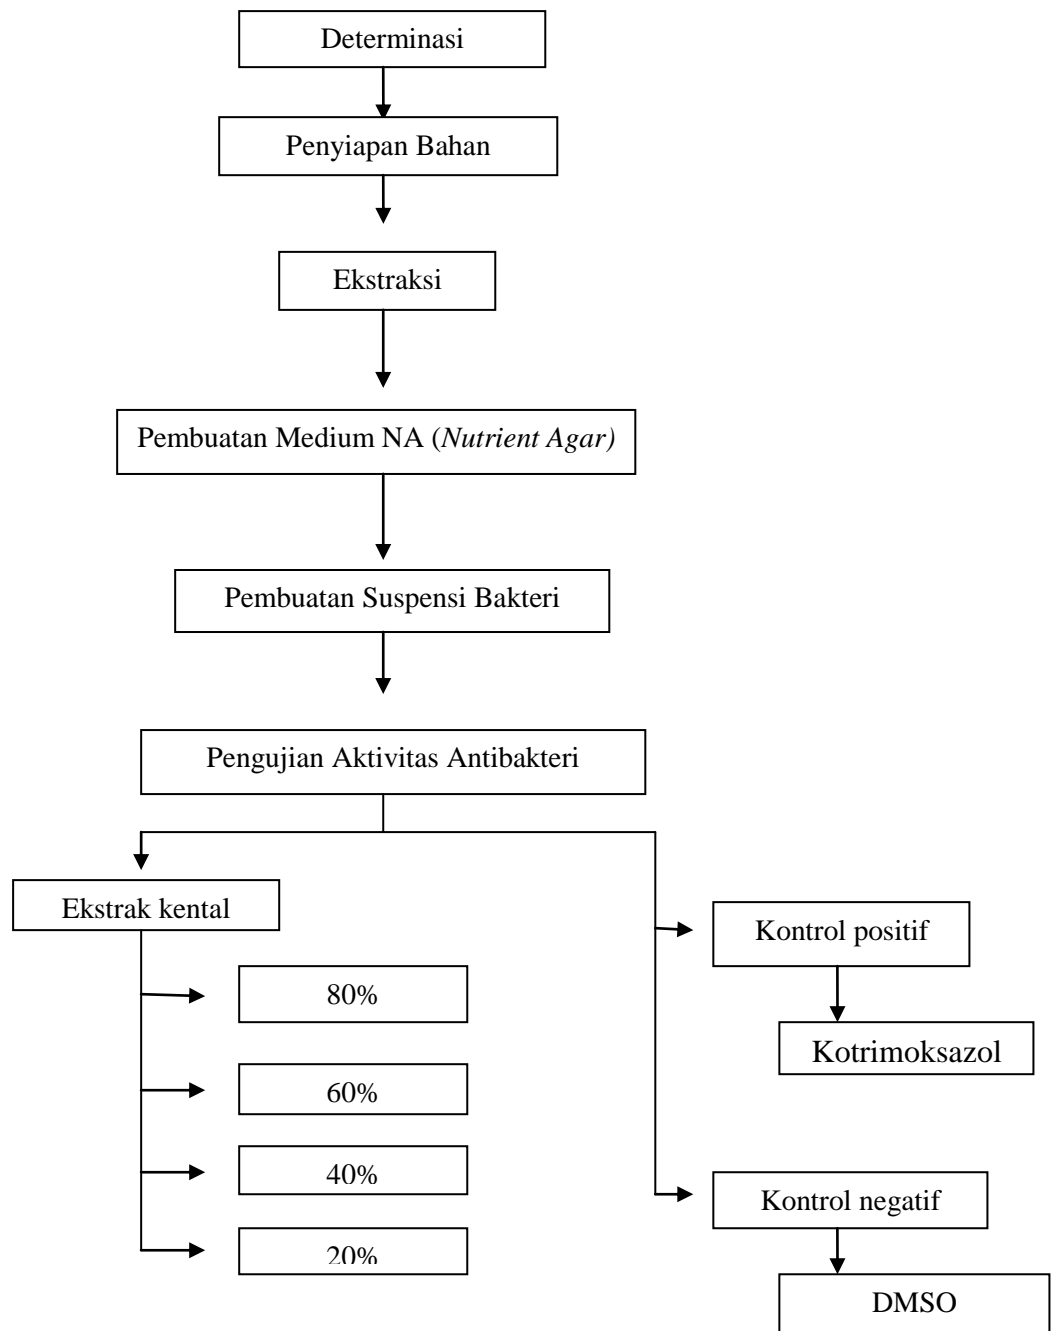 Determinasi
Penyiapan Bahan
Ekstraksi
Pembuatan Medium NA (Nutrient Agar)
Pembuatan Suspensi Bakteri
Pengujian Aktivitas Antibakteri
Ekstrak kental
80%
60%
40%
20%
Kontrol positif
Kotrimoksazol
Kontrol negatif
DMSO